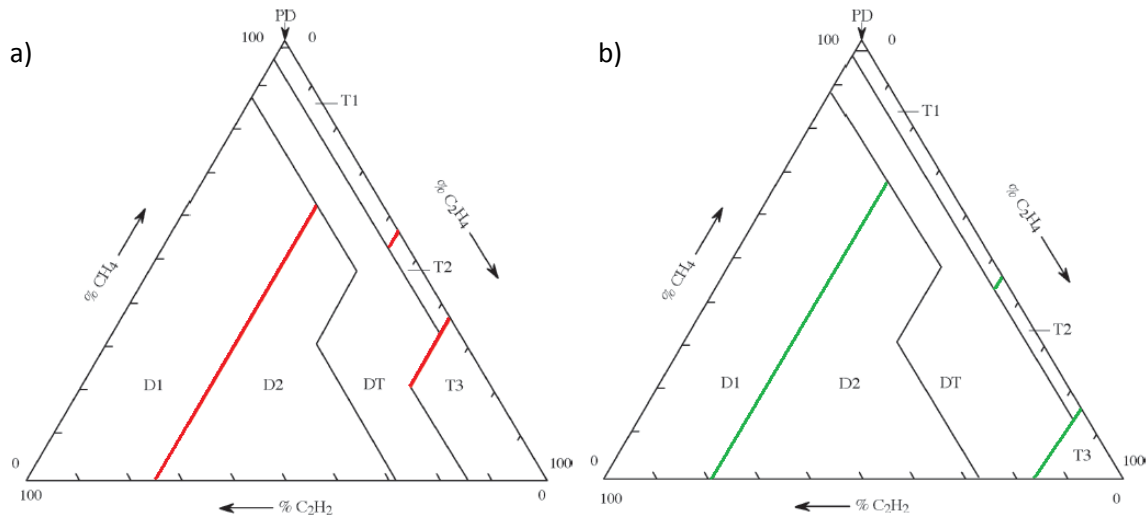 a)
PD
100 0
T1
% CH₄
% C₂H₄
T2
D1 D2 DT T3
0 100
100 0
% C₂H₂
b)
PD
100 0
T1
% CH₄
% C₂H₄
T2
D1 D2 DT
T3
0 1000
100 0
% C₂H₂